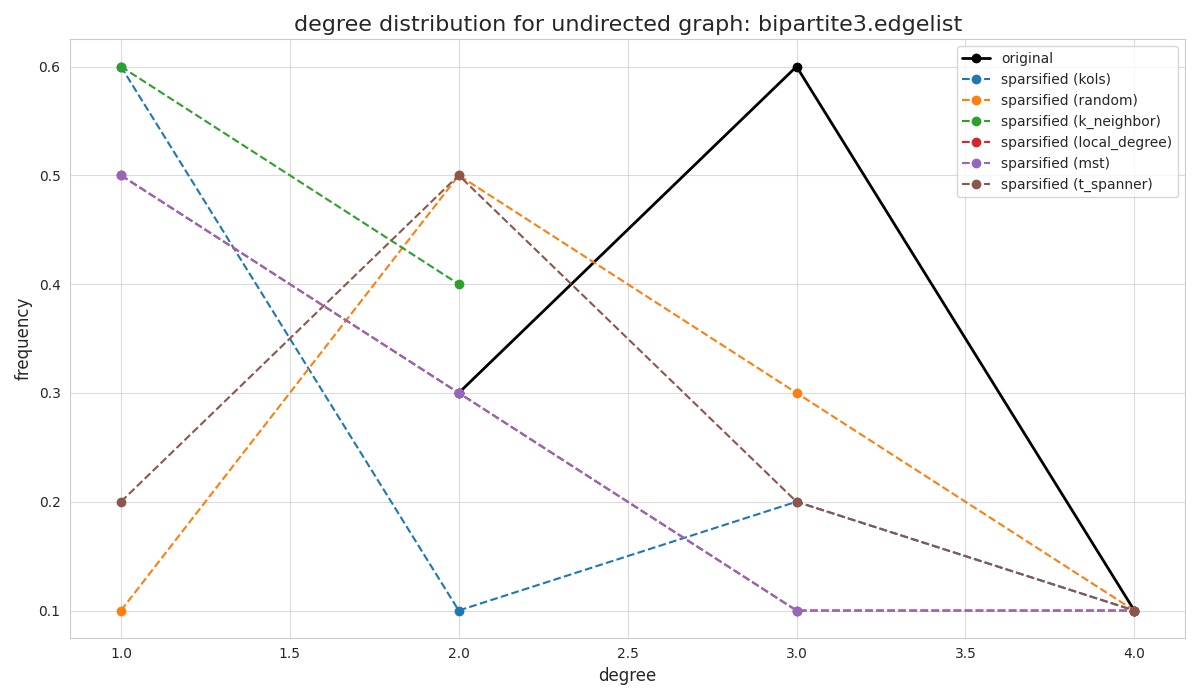 degree distribution for undirected graph: bipartite3.edgelist
original
sparsified (kols)
sparsified (random)
sparsified (k_neighbor)
sparsified (local_degree)
sparsified (mst)
sparsified (t_spanner)
frequency
0.6
0.5
0.4
0.3
0.2
0.1
1.0 1.5 2.0 2.5 3.0 3.5 4.0
degree